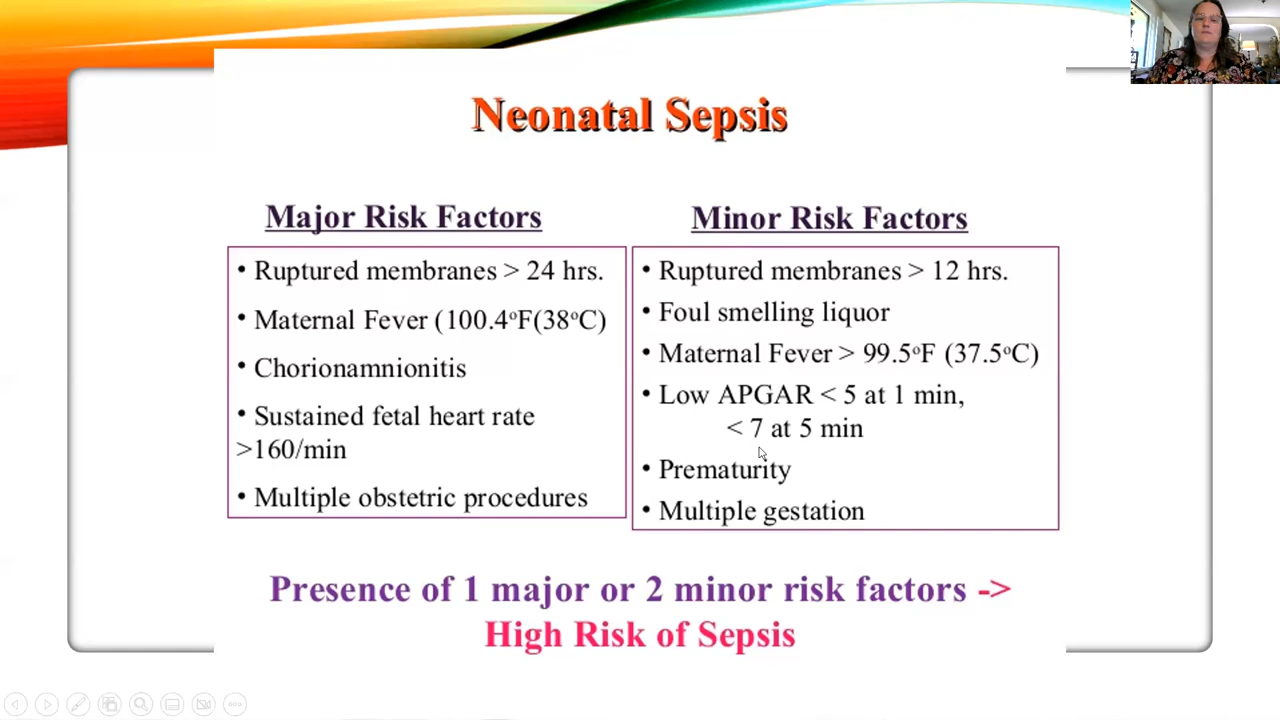 Neonatal Sepsis
Major Risk Factors
• Ruptured membranes > 24 hrs.
• Maternal Fever (100.4ºF(38ºC)
• Chorionamnionitis
• Sustained fetal heart rate
>160/min
• Multiple obstetric procedures
Minor Risk Factors
• Ruptured membranes > 12 hrs.
• Foul smelling liquor
• Maternal Fever > 99.5ºF (37.5ºC)
• Low APGAR < 5 at 1 min,
< 7 at 5 min
• Prematurity
• Multiple gestation
Presence of 1 major or 2 minor risk factors ->
High Risk of Sepsis